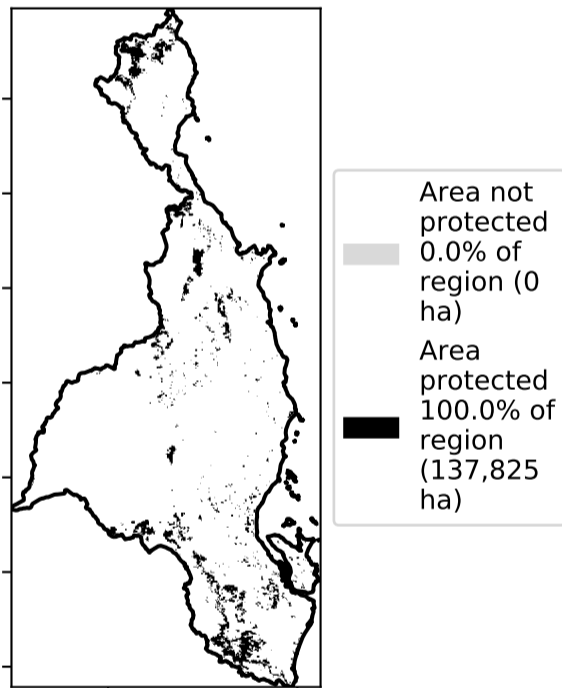 Area not
protected
0.0% of
region (0
ha)
Area
protected
100.0% of
region
(137,825
ha)